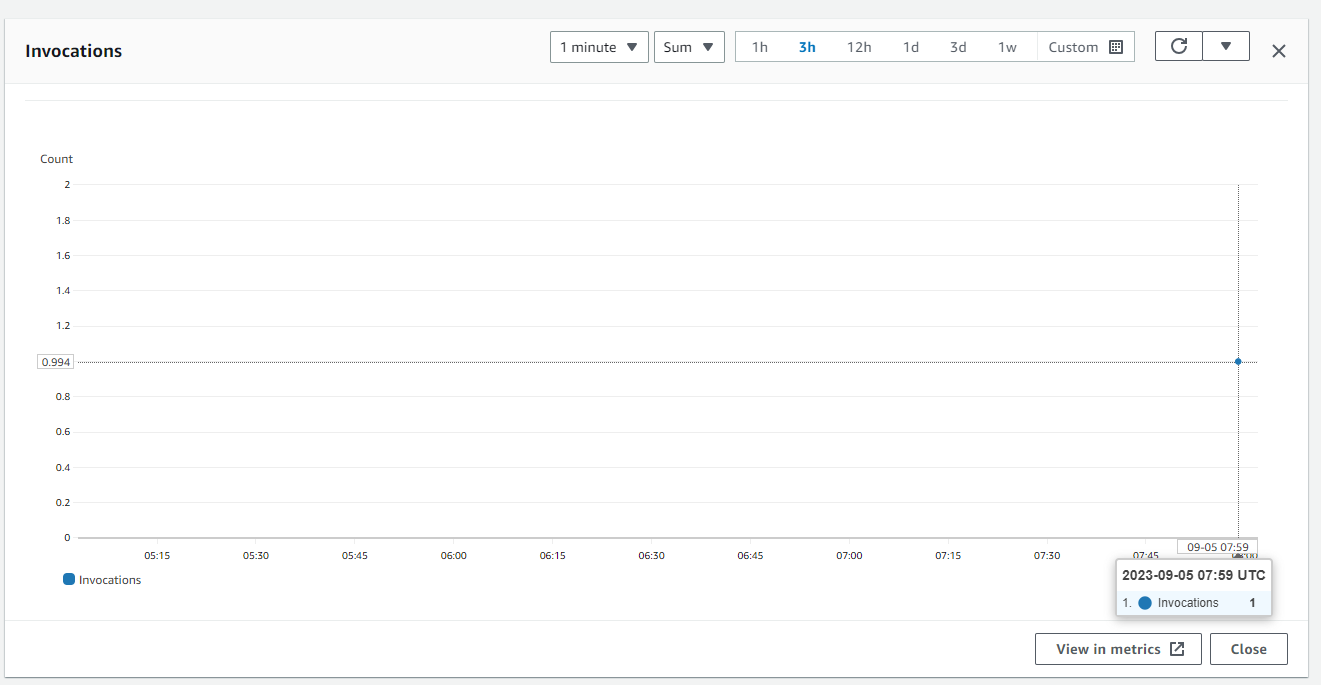 Invocations
1 minute
Sum
1h 3h 12h 1d 3d 1w Custom
Count
2
1.8
1.6
1.4
1.2
0.994
0.8
0.6
0.4
0.2
0
05:15 05:30 05:45 06:00 06:15 06:30 06:45 07:00 07:15 07:30 07:45
09-05 07:59
Invocations
2023-09-05 07:59 UTC
1. Invocations 1
View in metrics
Close